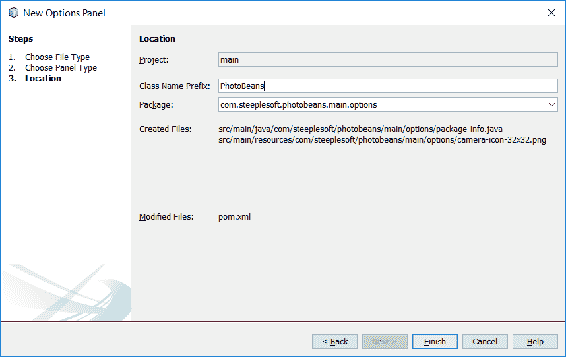 New Options Panel
Steps
1. Choose File Type
2. Choose Panel Type
3. Location
Location
Project: main
Class Name Prefix: PhotoBeans
Package: com.steeplesoft.photobeans.main.options
Created Files: src/main/java/com/steeplesoft/photobeans/main/options/package-info.java
src/main/resources/com/steeplesoft/photobeans/main/options/camera-icon-32x32.png
Modified Files: pom.xml
< Back
Finish
Cancel
Help